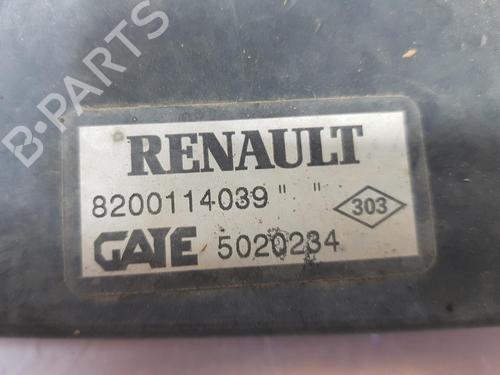 B-PARTS
RENAULT
8200114039 " "
303
GATE 5020234